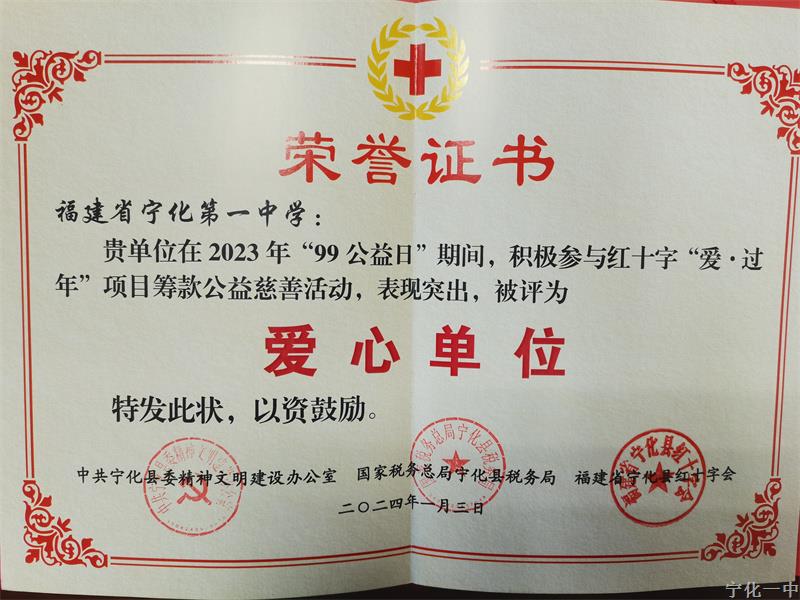 荣誉证书
福建省宁化第一中学：
贵单位在2023年“99公益日”期间，积极参与红十字“爱·过
年”项目筹款公益慈善活动，表现突出，被评为
爱心单位
特发此状，以资鼓励。
中共宁化县委精神文明建设办公室 国家税务总局宁化县税务局 福建省宁化县红十字会
二〇二四年一月三日
宁化一中